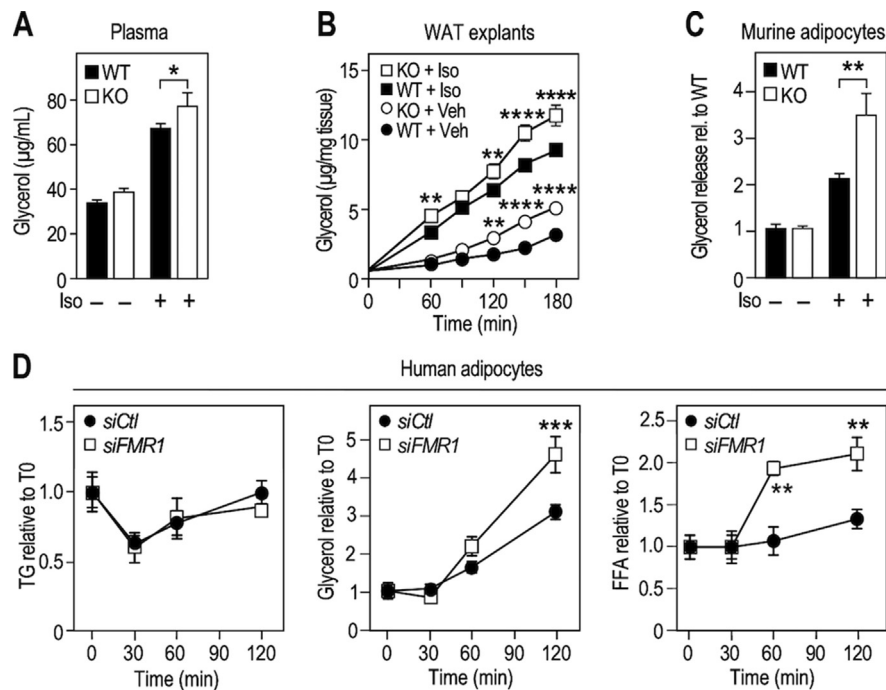 A
Plasma
WT
KO
*
Glycerol (µg/mL)
80
60
40
20
0
Iso – – + +
B
WAT explants
KO + Iso
WT + Iso
KO + Veh
WT + Veh
**** ****
**
**
****
****
**
Glycerol (µg/mg tissue)
15
10
5
0
0 60 120 180
Time (min)
C
Murine adipocytes
WT
KO
**
Glycerol release rel. to WT
4
3
2
1
0
Iso – – + +
D
Human adipocytes
siCtl
siFMR1
TG relative to T0
1.5
1.0
0.5
0
0 30 60 120
Time (min)
siCtl
siFMR1
***
Glycerol relative to T0
5
4
3
2
1
0
0 30 60 120
Time (min)
siCtl
siFMR1
**
**
FFA relative to T0
2.5
2.0
1.5
1.0
0.5
0
0 30 60 120
Time (min)